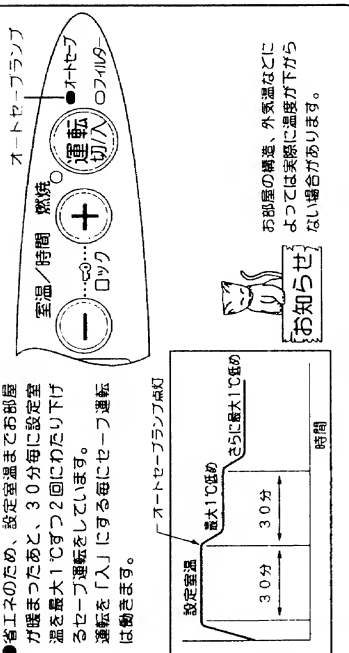 ●省エネのため、設定室温までお部屋
が暖まったあと、30分毎に設定室
温を最大1℃ずつ2回にわたり下げ
るセーブ運転をしています。
運転を「入」にする毎にセーブ運転
は働きます。
オートセーブランプ
室温/時間
燃焼
ロック
運転
切/入
オートセーブ
フィルター
オートセーブランプ点灯
設定室温
最大1℃低め
さらに最大1℃低め
30分
30分
時間
お知らせ
お部屋の構造、外気温などに
よっては実際に温度が下がら
ない場合があります。